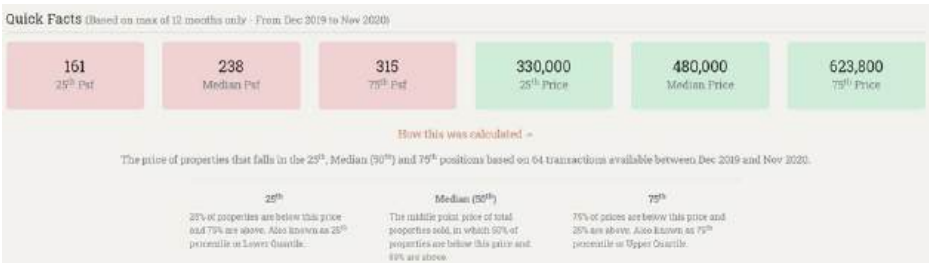 Quick Facts (Based on max of 12 months only - From Dec 2019 to Nov 2020)
161
25th Psf
238
Median Psf
315
75th Psf
330,000
25th Price
480,000
Median Price
623,800
75th Price
How this was calculated
The price of properties that falls in the 25th, Median (50th) and 75th positions based on 64 transactions available between Dec 2019 and Nov 2020.
25th
25% of properties are below this price
and 75% are above. Also known as 25th
percentile or Lower Quartile.
Median (50th)
The middle point price of total
properties sold, in which 50% of
properties are below this price and
50% are above.
75th
75% of prices are below this price and
25% are above. Also known as 75th
percentile or Upper Quartile.